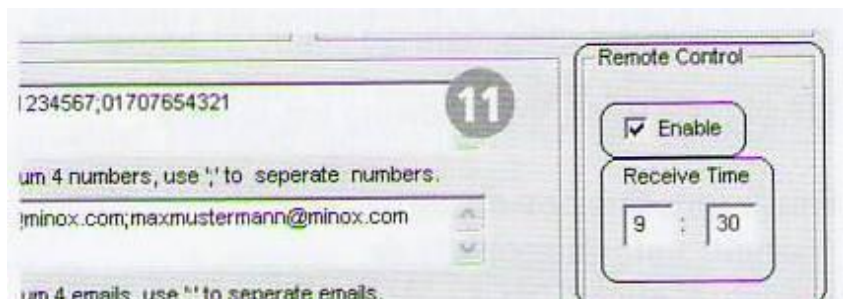 Remote Control
1234567;01707654321
11
Enable
um 4 numbers, use ';' to seperate numbers.
Receive Time
minox.com;maxmustermann@minox.com
9 : 30
um 4 emails, use ';' to seperate emails.